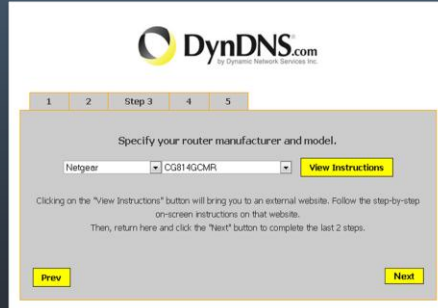 DynDNS.com
by Dynamic Network Services Inc.
1 2 Step 3 4 5
Specify your router manufacturer and model.
Netgear CG814GCMR View Instructions
Clicking on the "View Instructions" button will bring you to an external website. Follow the step-by-step
on-screen instructions on that website.
Then, return here and click the "Next" button to complete the last 2 steps.
Prev Next